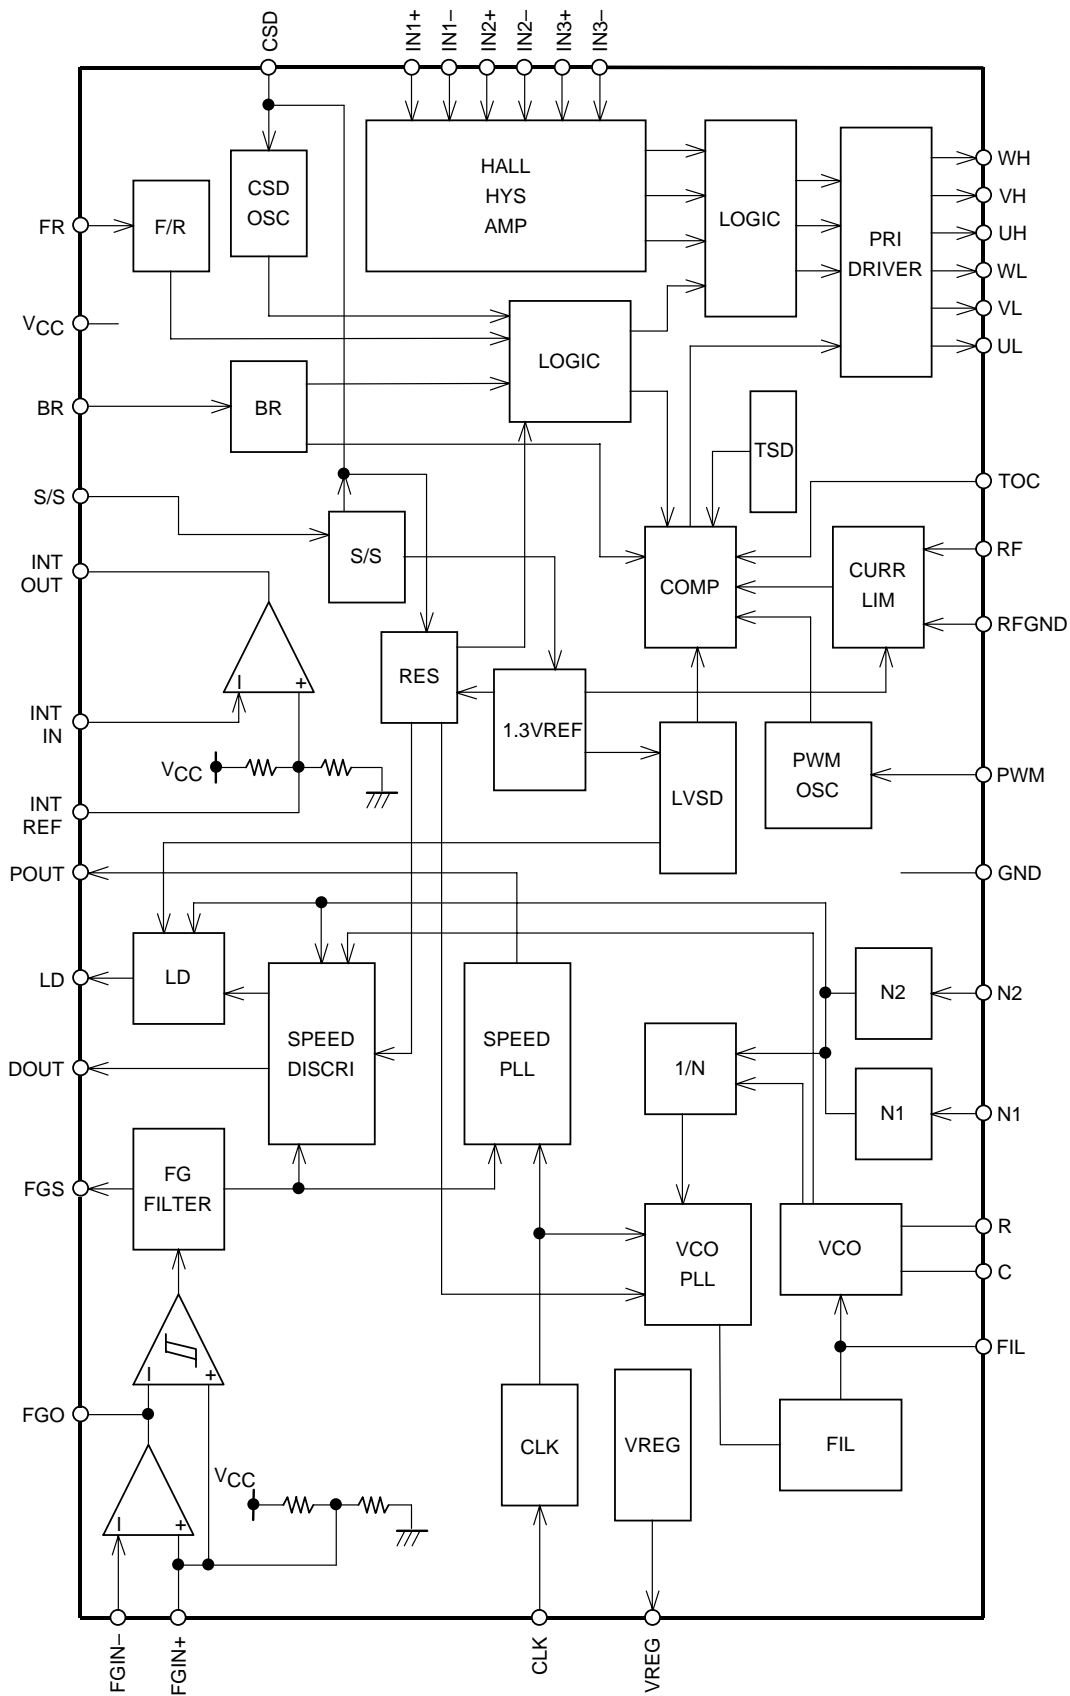 CSD
IN1+
IN1–
IN2+
IN2–
IN3+
IN3–
HALL
HYS
AMP
CSD
OSC
F/R
FR
LOGIC
PRI
DRIVER
WH
VH
UH
WL
VL
UL
VCC
LOGIC
BR
BR
TSD
TOC
S/S
S/S
INT
OUT
COMP
CURR
LIM
RF
RFGND
– +
RES
1.3VREF
INT
IN
VCC
LVSD
PWM
OSC
PWM
INT
REF
POUT
GND
LD
LD
SPEED
DISCRI
SPEED
PLL
N2
N2
DOUT
1/N
N1
N1
FGS
FG
FILTER
VCO
PLL
VCO
R
C
FIL
– +
FGO
CLK
VREG
FIL
VCC
– +
FGIN–
FGIN+
CLK
VREG